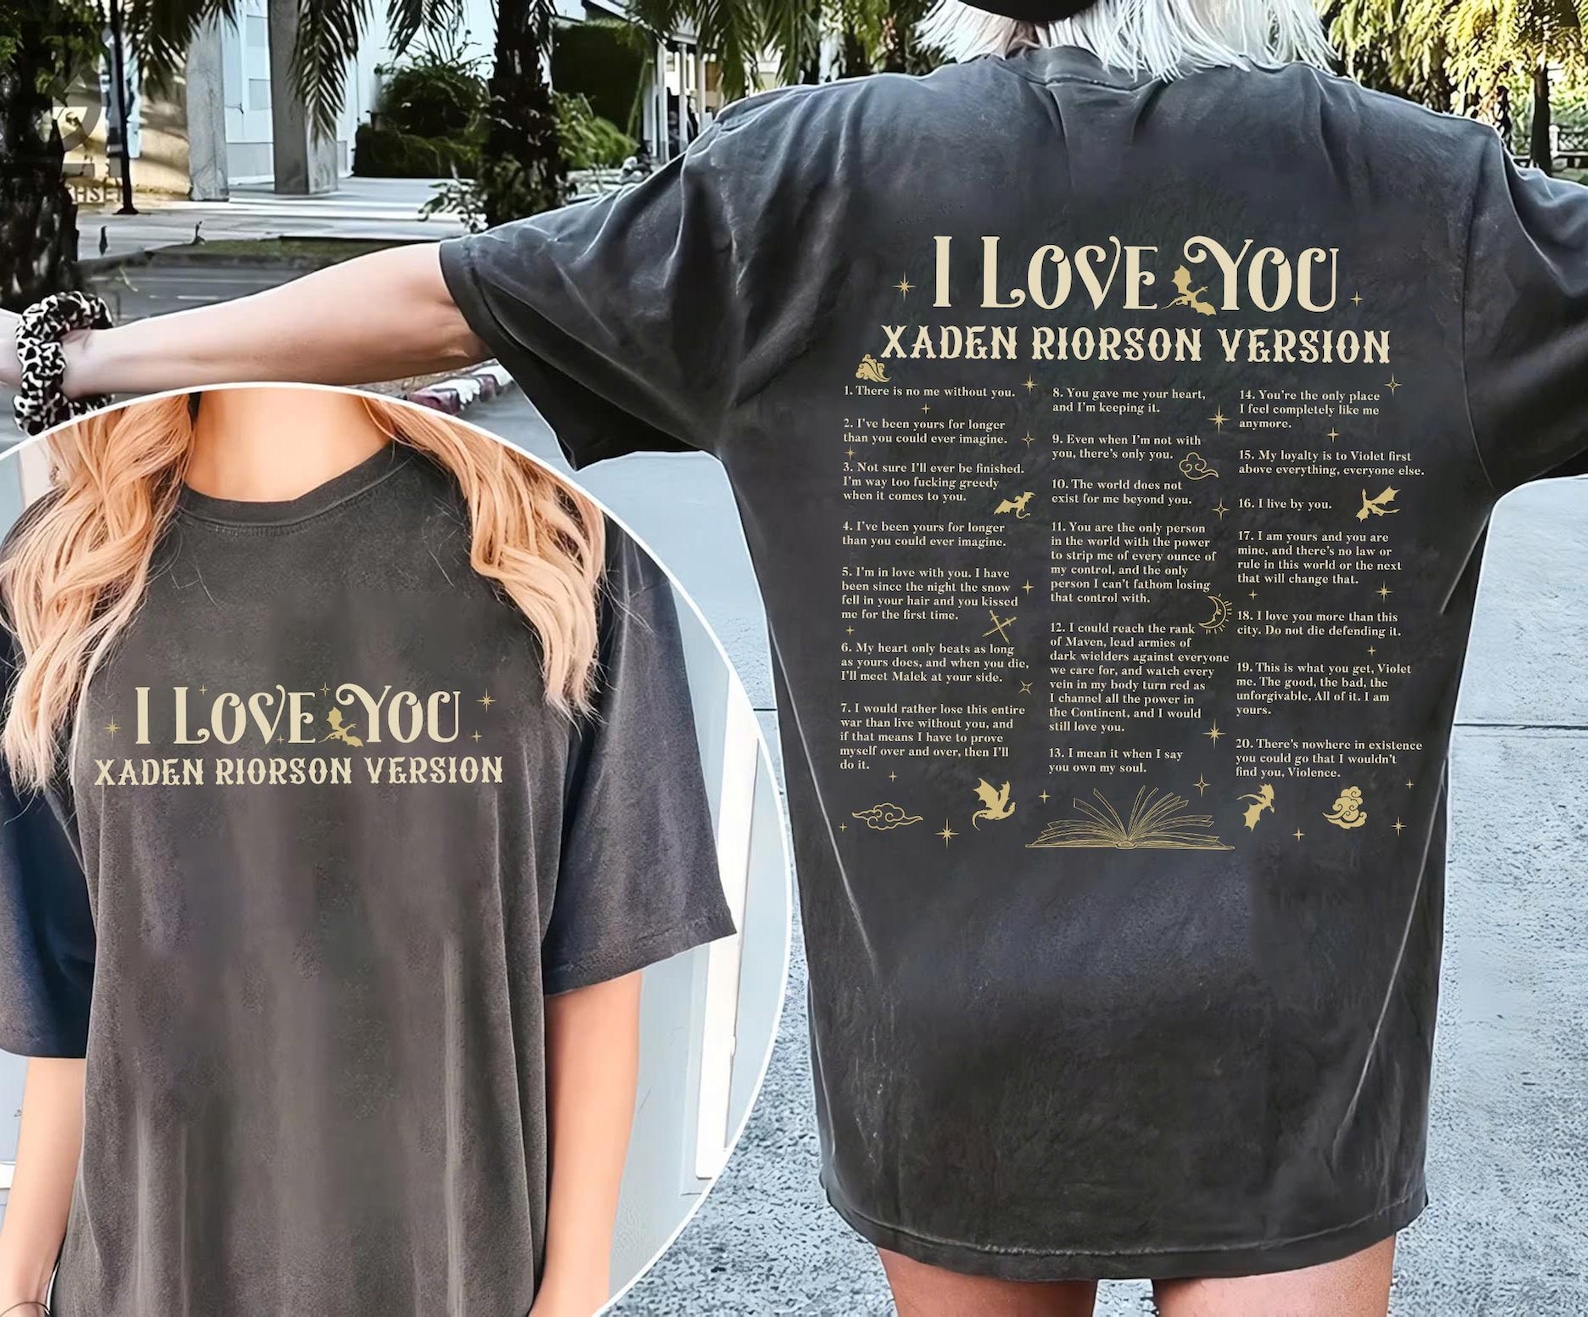 I LOVE YOU
XADEN RIORSON VERSION
1. There is no me without you.
2. I've been yours for longer
than you could ever imagine.
3. Not sure I'll ever be finished.
I'm way too fucking greedy
when it comes to you.
4. I've been yours for longer
than you could ever imagine.
5. I'm in love with you. I have
been since the night the snow
fell in your hair and you kissed
me for the first time.
6. My heart only beats as long
as yours does, and when you die,
I'll meet Malek at your side.
7. I would rather lose this entire
war than live without you, and
if that means I have to prove
myself over and over, then I'll
do it.
8. You gave me your heart,
and I'm keeping it.
9. Even when I'm not with
you, there's only you.
10. The world does not
exist for me beyond you.
11. You are the only person
in the world with the power
to strip me of every ounce of
my control, and the only
person I can't fathom losing
that control with.
12. I could reach the rank
of Maven, lead armies of
dark wielders against everyone
we care for, and watch every
vein in my body turn red as
I channel all the power in
the Continent, and I would
still love you.
13. I mean it when I say
you own my soul.
14. You're the only place
I feel completely like me
anymore.
15. My loyalty is to Violet first
above everything, everyone else.
16. I live by you.
17. I am yours and you are
mine, and there's no law or
rule in this world or the next
that will change that.
18. I love you more than this
city. Do not die defending it.
19. This is what you get, Violet
me. The good, the bad, the
unforgivable, All of it. I am
yours.
20. There's nowhere in existence
you could go that I wouldn't
find you, Violence.
I LOVE YOU
XADEN RIORSON VERSION